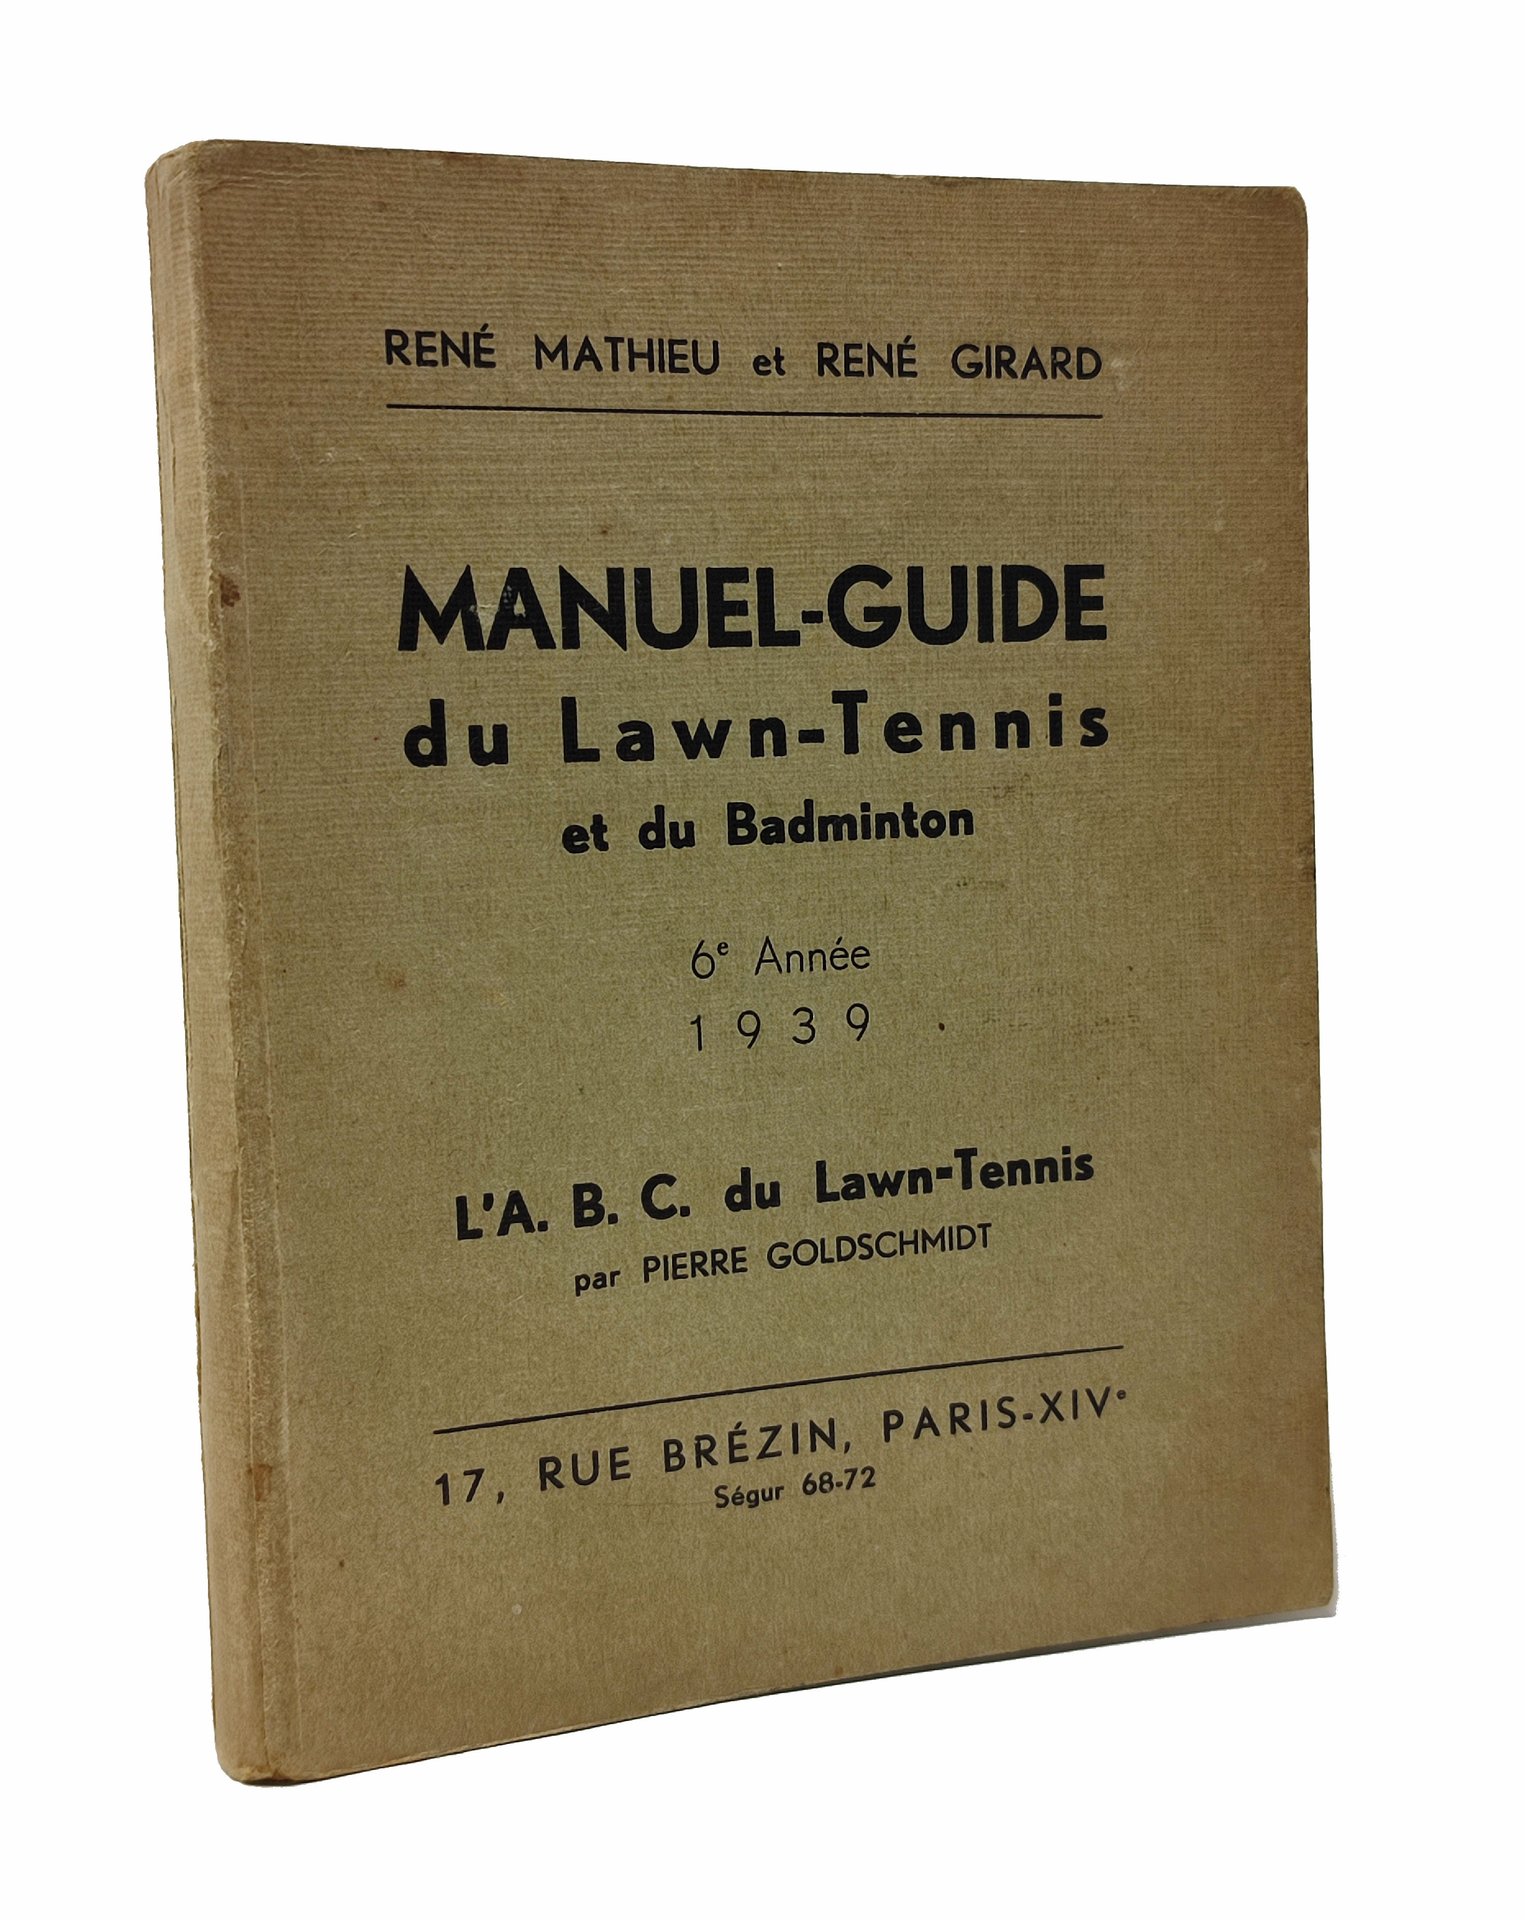 RENÉ MATHIEU et RENÉ GIRARD
MANUEL-GUIDE
du Lawn-Tennis
et du Badminton
6e Année
1939
L'A. B. C. du Lawn-Tennis
par PIERRE GOLDSCHMIDT
17, RUE BRÉZIN, PARIS-XIVe
Ségur 68-72